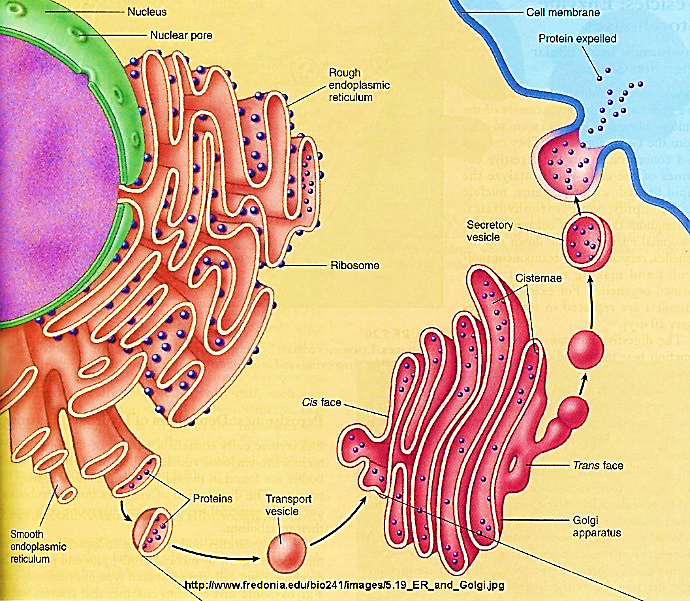 Nucleus
Nuclear pore
Rough
endoplasmic
reticulum
Cell membrane
Protein expelled
Secretory
vesicle
Ribosome
Cisternae
Cis face
Trans face
Proteins
Transport
vesicle
Golgi
apparatus
Smooth
endoplasmic
reticulum
http://www.fredonia.edu/bio241/images/5.19_ER_and_Golgi.jpg